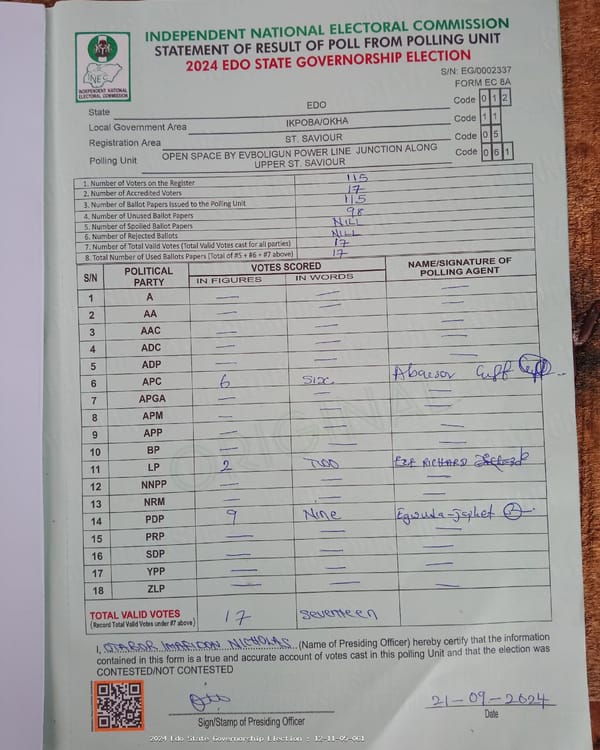 INDEPENDENT NATIONAL ELECTORAL COMMISSION
STATEMENT OF RESULT OF POLL FROM POLLING UNIT
2024 EDO STATE GOVERNORSHIP ELECTION
INEC
INDEPENDENT NATIONAL
ELECTORAL COMMISSION
S/N: EG/0002337
FORM EC 8A
State EDO Code 0 1 2
Local Government Area IKPOBA/OKHA Code 1 1
Registration Area ST. SAVIOUR Code 0 5
Polling Unit OPEN SPACE BY EVBOLIGUN POWER LINE JUNCTION ALONG UPPER ST. SAVIOUR Code 0 6 1
1. Number of Voters on the Register 115
2. Number of Accredited Voters 17
3. Number of Ballot Papers Issued to the Polling Unit 115
4. Number of Unused Ballot Papers 98
5. Number of Spoiled Ballot Papers NILL
6. Number of Rejected Ballots NILL
7. Number of Total Valid Votes (Total Valid Votes cast for all parties) 17
8. Total Number of Used Ballots Papers (Total of #5 + #6 + #7 above) 17
S/N POLITICAL PARTY VOTES SCORED NAME/SIGNATURE OF POLLING AGENT
IN FIGURES IN WORDS
1 A — — —
2 AA — — —
3 AAC — — —
4 ADC — — —
5 ADP — — —
6 APC 6 SIX
7 APGA — — —
8 APM — — —
9 APP — — —
10 BP — — —
11 LP 2 TWO EZE RICHARD
12 NNPP — — —
13 NRM — — —
14 PDP 9 Nine
15 PRP — — —
16 SDP — — —
17 YPP — — —
18 ZLP — — —
TOTAL VALID VOTES 17 Seventeen
(Record Total Valid Votes under #7 above)
I, NICHOLAS (Name of Presiding Officer) hereby certify that the information
contained in this form is a true and accurate account of votes cast in this polling Unit and that the election was
CONTESTED/NOT CONTESTED
21-09-2024
Sign/Stamp of Presiding Officer Date
2024 Edo State Governorship Election : 12-11-05-061